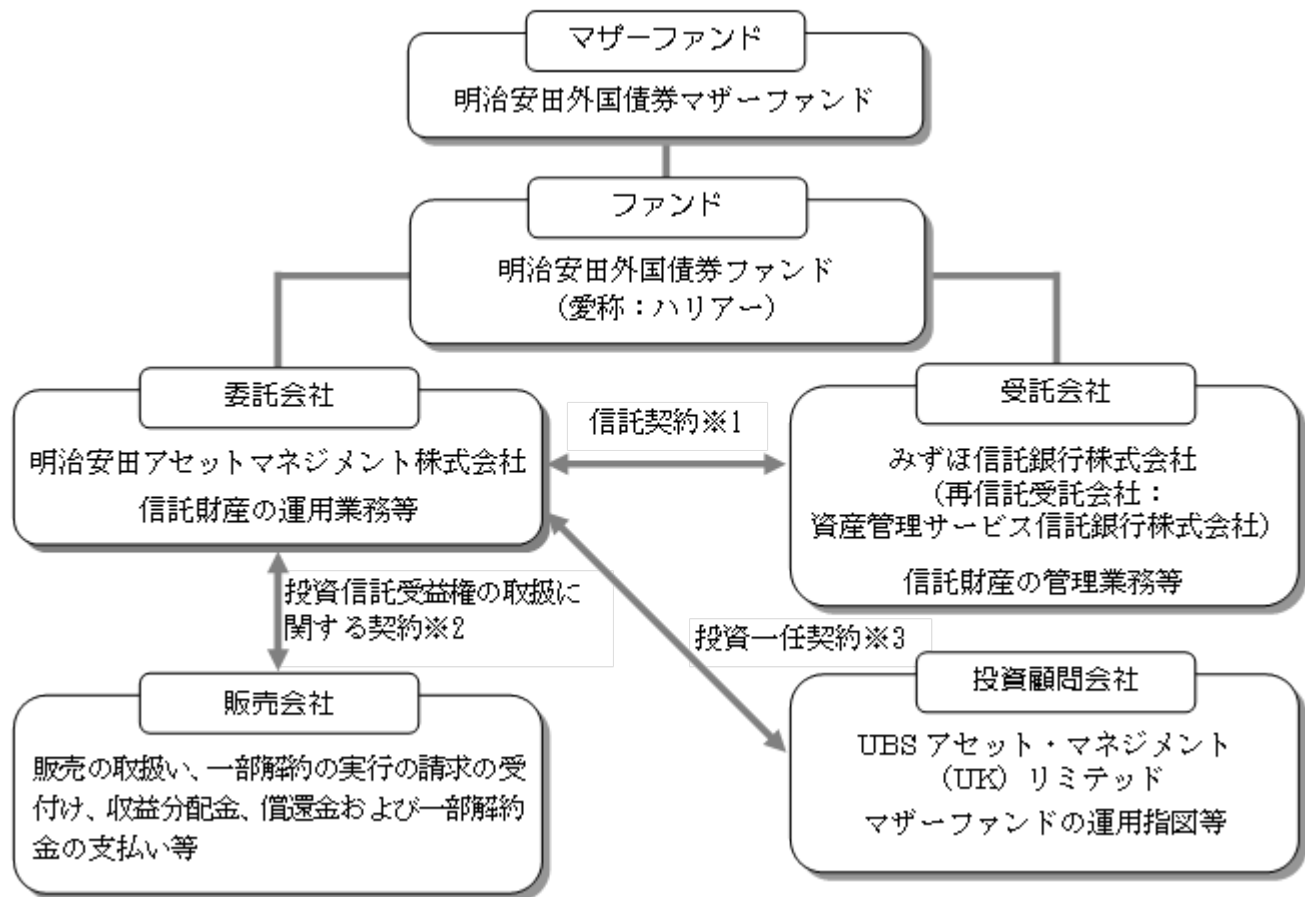 マザーファンド
明治安田外国債券マザーファンド
ファンド
明治安田外国債券ファンド
（愛称：ハリアー）
委託会社
明治安田アセットマネジメント株式会社
信託財産の運用業務等
信託契約※1
受託会社
みずほ信託銀行株式会社
（再信託受託会社：
資産管理サービス信託銀行株式会社）
信託財産の管理業務等
投資信託受益権の取扱に
関する契約※2
投資一任契約※3
販売会社
販売の取扱い、一部解約の実行の請求の受
付け、収益分配金、償還金および一部解約
金の支払い等
投資顧問会社
UBS アセット・マネジメント
（UK）リミテッド
マザーファンドの運用指図等